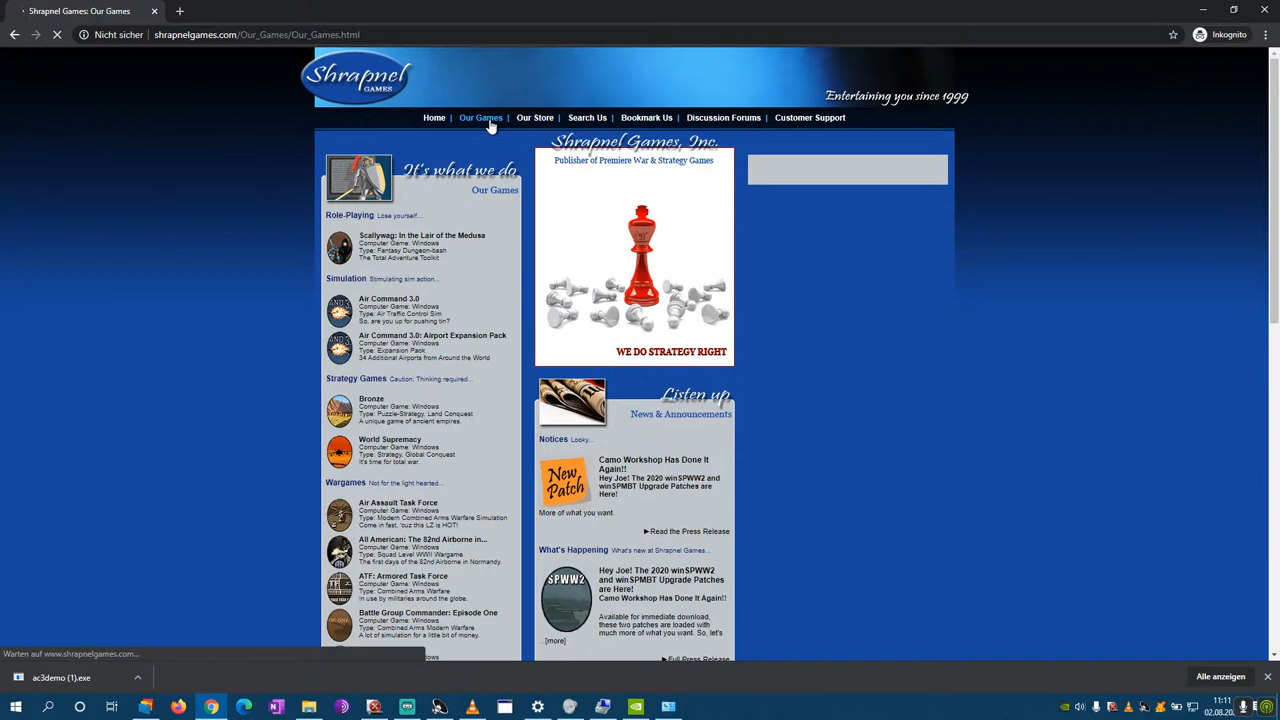 Shrapnel Games: Our Games
Nicht sicher
shrapnelgames.com/Our_Games/Our_Games.html
Inkognito
Shrapnel
GAMES
Entertaining you since 1999
Home | Our Games | Our Store | Search Us | Bookmark Us | Discussion Forums | Customer Support
It's what we do
Our Games
Role-Playing Lose yourself...
Scallywag: In the Lair of the Medusa
Computer Game: Windows
Type: Fantasy Dungeon-bash
The Total Adventure Toolkit
Simulation Stimulating sim action...
Air Command 3.0
Computer Game: Windows
Type: Air Traffic Control Sim
So, are you up for pushing tin?
Air Command 3.0: Airport Expansion Pack
Computer Game: Windows
Type: Expansion Pack
34 Additional Airports from Around the World
Strategy Games Caution: Thinking required...
Bronze
Computer Game: Windows
Type: Puzzle-Strategy, Land Conquest
A unique game of ancient empires.
World Supremacy
Computer Game: Windows
Type: Strategy, Global Conquest
It's time for total war.
Wargames Not for the light hearted...
Air Assault Task Force
Computer Game: Windows
Type: Modern Combined Arms Warfare Simulation
Come in fast, 'cuz this LZ is HOT!
All American: The 82nd Airborne in...
Computer Game: Windows
Type: Squad Level WWII Wargame
The first days of the 82nd Airborne in Normandy.
ATF: Armored Task Force
Computer Game: Windows
Type: Combined Arms Warfare
In use by militaries around the globe.
Battle Group Commander: Episode One
Computer Game: Windows
Type: Combined Arms Modern Warfare
A lot of simulation for a little bit of money.
Shrapnel Games, Inc.
Publisher of Premiere War & Strategy Games
WE DO STRATEGY RIGHT
Listen up
News & Announcements
Notices Looky...
New
Patch
Camo Workshop Has Done It
Again!!
Hey Joe! The 2020 winSPWW2 and
winSPMBT Upgrade Patches are
Here!
More of what you want.
►Read the Press Release
What's Happening What's new at Shrapnel Games...
SPWW2
Hey Joe! The 2020 winSPWW2
and winSPMBT Upgrade Patches
are Here!
Camo Workshop Has Done It Again!!
Available for immediate download,
these two patches are loaded with
much more of what you want. So, let's
...[more]
►Full Press Release
Warten auf www.shrapnelgames.com...
ac3demo (1).exe
Alle anzeigen
11:11